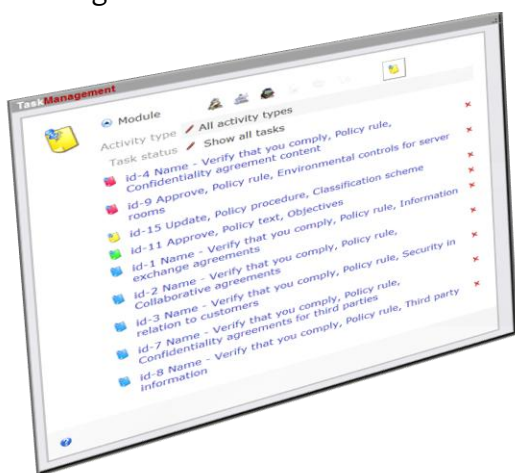 TaskManagement
Module
Activity type All activity types
Task status Show all tasks
id-4 Name - Verify that you comply, Policy rule,
Confidentiality agreement content
id-9 Approve, Policy rule, Environmental controls for server
rooms
id-15 Update, Policy procedure, Classification scheme
id-11 Approve, Policy text, Objectives
id-1 Name - Verify that you comply, Policy rule, Information
exchange agreements
id-2 Name - Verify that you comply, Policy rule,
Collaborative agreements
id-3 Name - Verify that you comply, Policy rule, Security in
relation to customers
id-7 Name - Verify that you comply, Policy rule,
Confidentiality agreements for third parties
id-8 Name - Verify that you comply, Policy rule, Third party
information